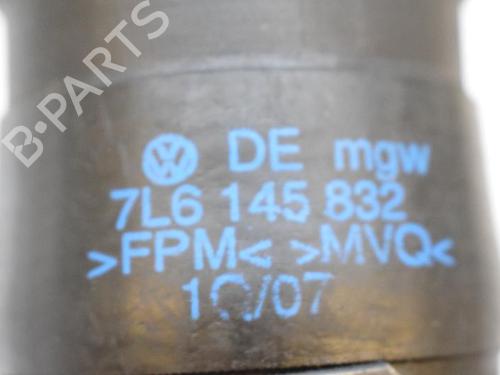 B-PARTS
DE mgw
7L6 145 832
>FPM< >MVQ<